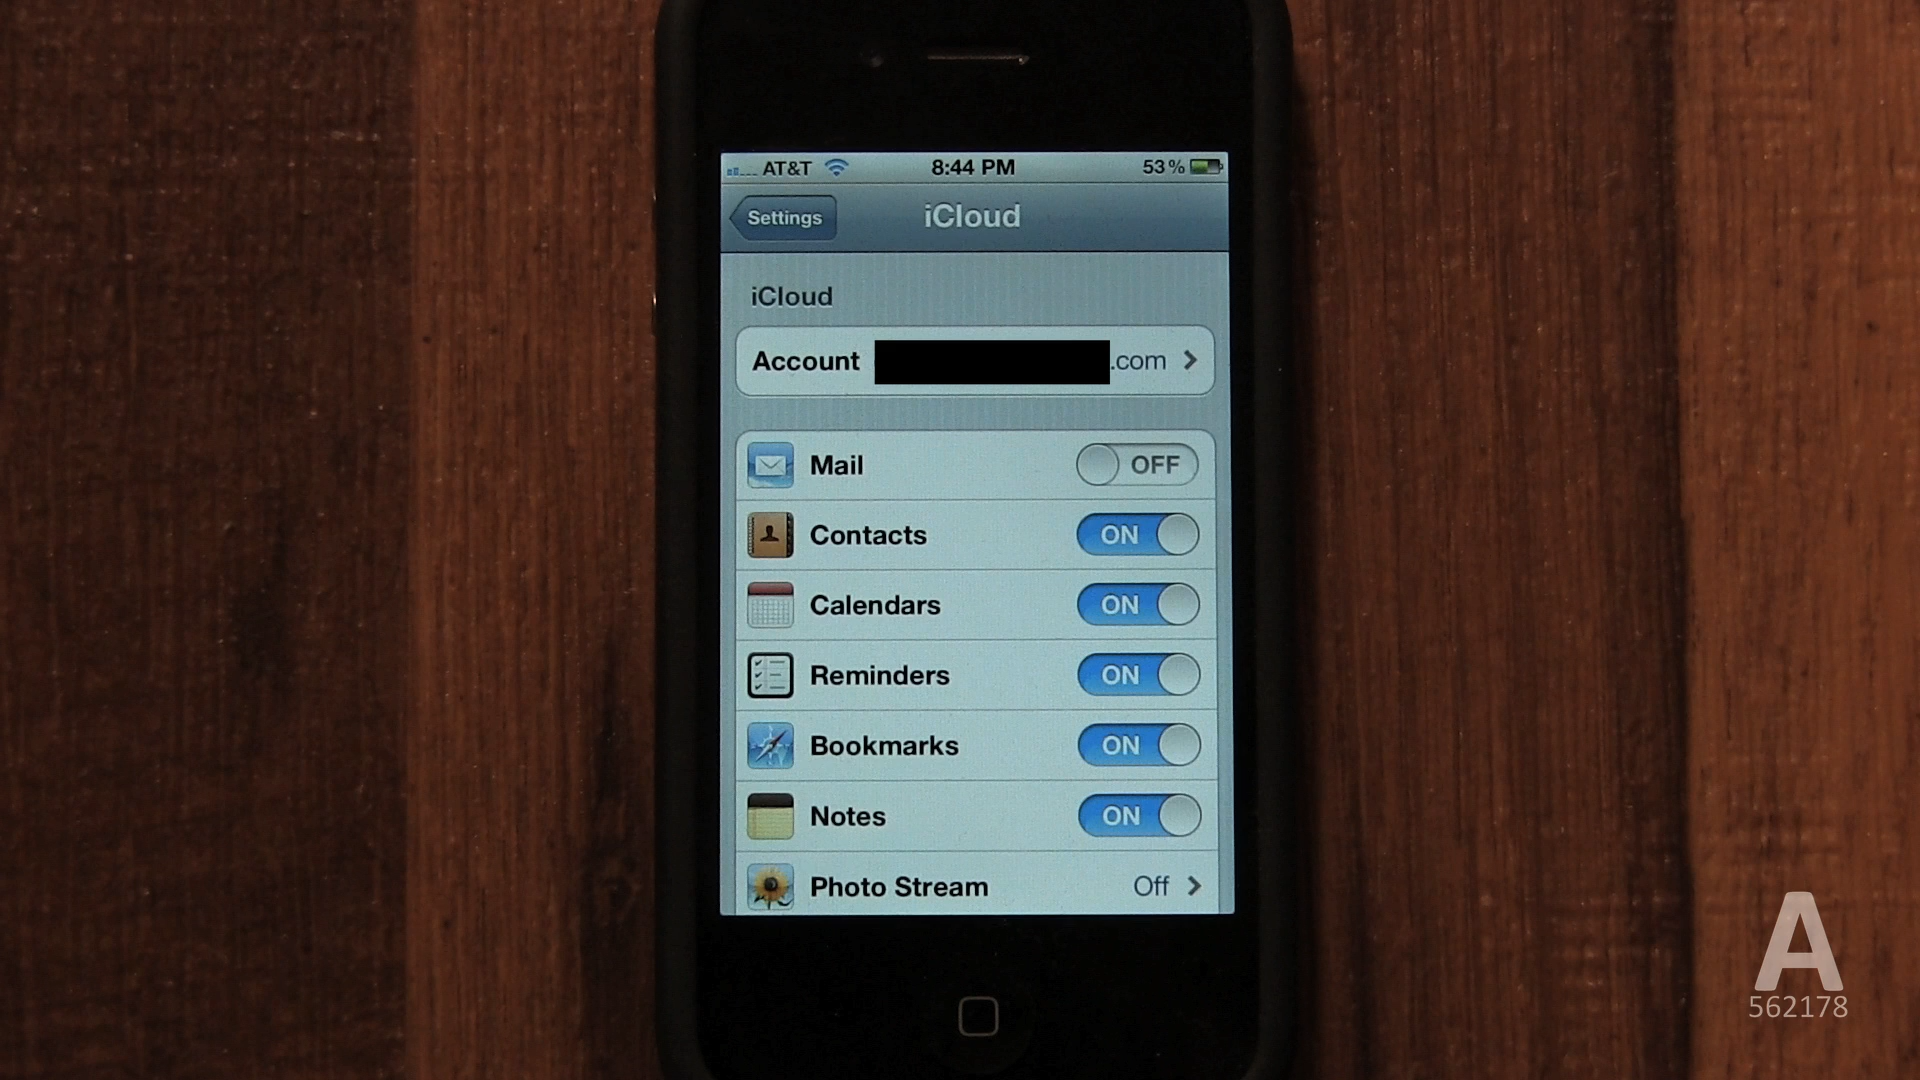 AT&T 8:44 PM 53%
Settings iCloud
iCloud
Account .com
Mail OFF
Contacts ON
Calendars ON
Reminders ON
Bookmarks ON
Notes ON
Photo Stream Off
A
562178